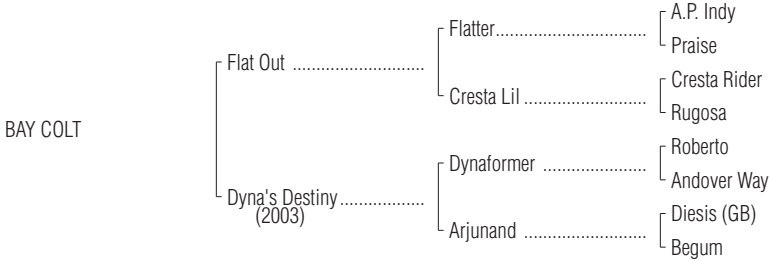 A.P. Indy
Flatter
Praise
Flat Out
Cresta Rider
Cresta Lil
Rugosa
BAY COLT
Roberto
Dynaformer
Andover Way
Dyna's Destiny
(2003)
Diesis (GB)
Arjunand
Begum